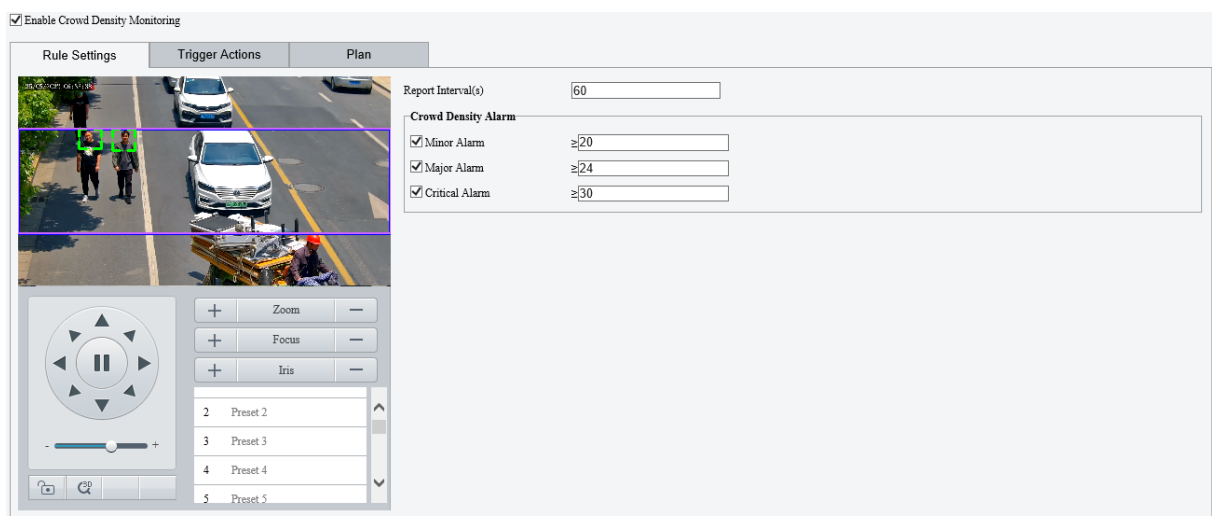 Enable Crowd Density Monitoring
Rule Settings
Trigger Actions
Plan
Report Interval(s)
60
Crowd Density Alarm
Minor Alarm
≥20
Major Alarm
≥24
Critical Alarm
≥30
+ Zoom −
+ Focus −
+ Iris −
2 Preset 2
3 Preset 3
4 Preset 4
5 Preset 5
- +
3D